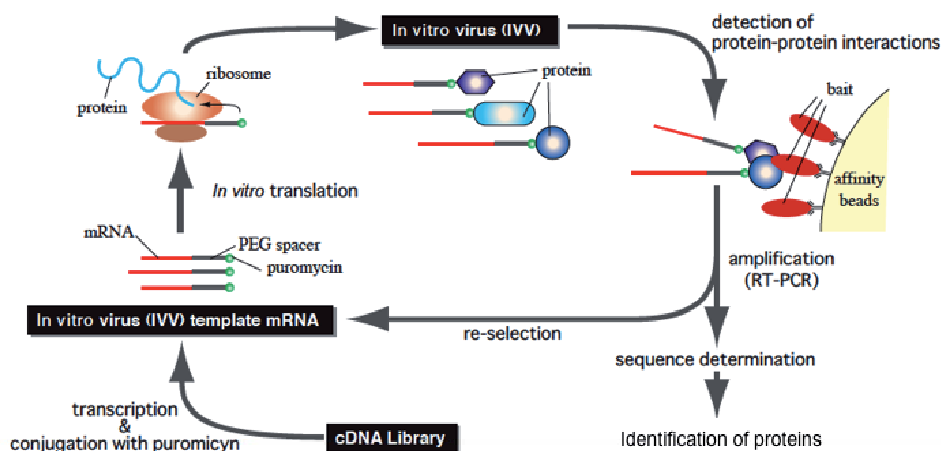 In vitro virus (IVV)
detection of
protein-protein interactions
ribosome
protein
protein
bait
affinity
beads
In vitro translation
mRNA
PEG spacer
puromycin
amplification
(RT-PCR)
In vitro virus (IVV) template mRNA
re-selection
sequence determination
transcription
&
conjugation with puromicyn
cDNA Library
Identification of proteins